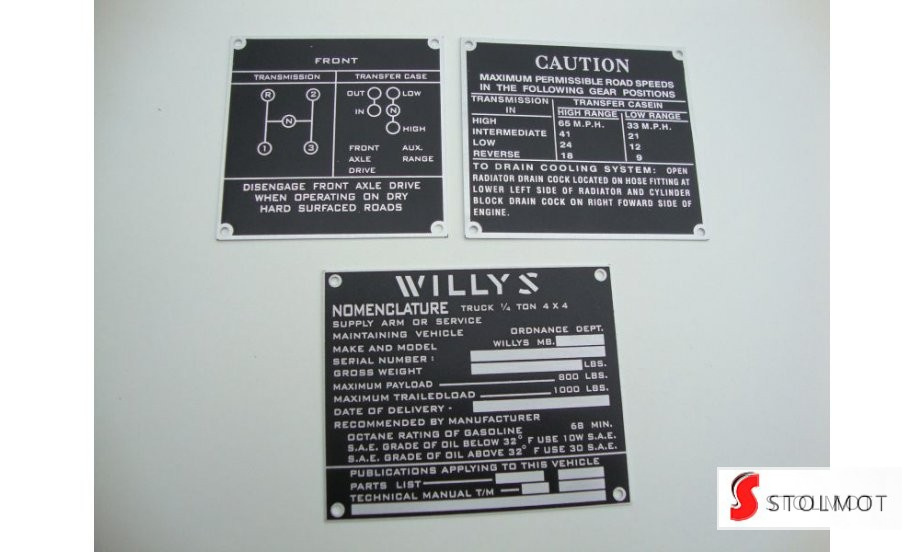 FRONT
TRANSMISSION
R 2
N
1 3
TRANSFER CASE
OUT LOW
IN N
HIGH
FRONT AUX.
AXLE RANGE
DRIVE
DISENGAGE FRONT AXLE DRIVE
WHEN OPERATING ON DRY
HARD SURFACED ROADS
CAUTION
MAXIMUM PERMISSIBLE ROAD SPEEDS
IN THE FOLLOWING GEAR POSITIONS
TRANSMISSION TRANSFER CASEIN
IN HIGH RANGE LOW RANGE
HIGH 65 M.P.H. 33 M.P.H.
INTERMEDIATE 41 21
LOW 24 12
REVERSE 18 9
TO DRAIN COOLING SYSTEM: OPEN
RADIATOR DRAIN COCK LOCATED ON HOSE FITTING AT
LOWER LEFT SIDE OF RADIATOR AND CYLINDER
BLOCK DRAIN COCK ON RIGHT FOWARD SIDE OF
ENGINE.
WILLYS
NOMENCLATURE TRUCK ¼ TON 4 X 4
SUPPLY ARM OR SERVICE
MAINTAINING VEHICLE ORDNANCE DEPT.
MAKE AND MODEL WILLYS MB.
SERIAL NUMBER :
GROSS WEIGHT LBS.
MAXIMUM PAYLOAD 800 LBS.
MAXIMUM TRAILEDLOAD 1000 LBS.
DATE OF DELIVERY -
RECOMMENDED BY MANUFACTURER
OCTANE RATING OF GASOLINE 68 MIN.
S.A.E. GRADE OF OIL BELOW 32° F USE 10W S.A.E.
S.A.E. GRADE OF OIL ABOVE 32° F USE 30 S.A.E.
PUBLICATIONS APPLYING TO THIS VEHICLE
PARTS LIST
TECHNICAL MANUAL T/M
STOLMOT